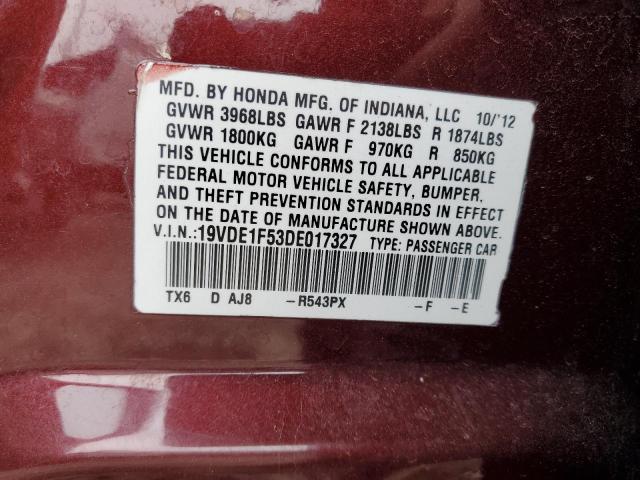 MFD. BY HONDA MFG. OF INDIANA, LLC 10/'12
GVWR 3968LBS GAWR F 2138LBS R 1874LBS
GVWR 1800KG GAWR F 970KG R 850KG
THIS VEHICLE CONFORMS TO ALL APPLICABLE
FEDERAL MOTOR VEHICLE SAFETY, BUMPER,
AND THEFT PREVENTION STANDARDS IN EFFECT
ON THE DATE OF MANUFACTURE SHOWN ABOVE.
V.I.N.:19VDE1F53DE017327 TYPE: PASSENGER CAR
TX6 D AJ8 -R543PX -F -E